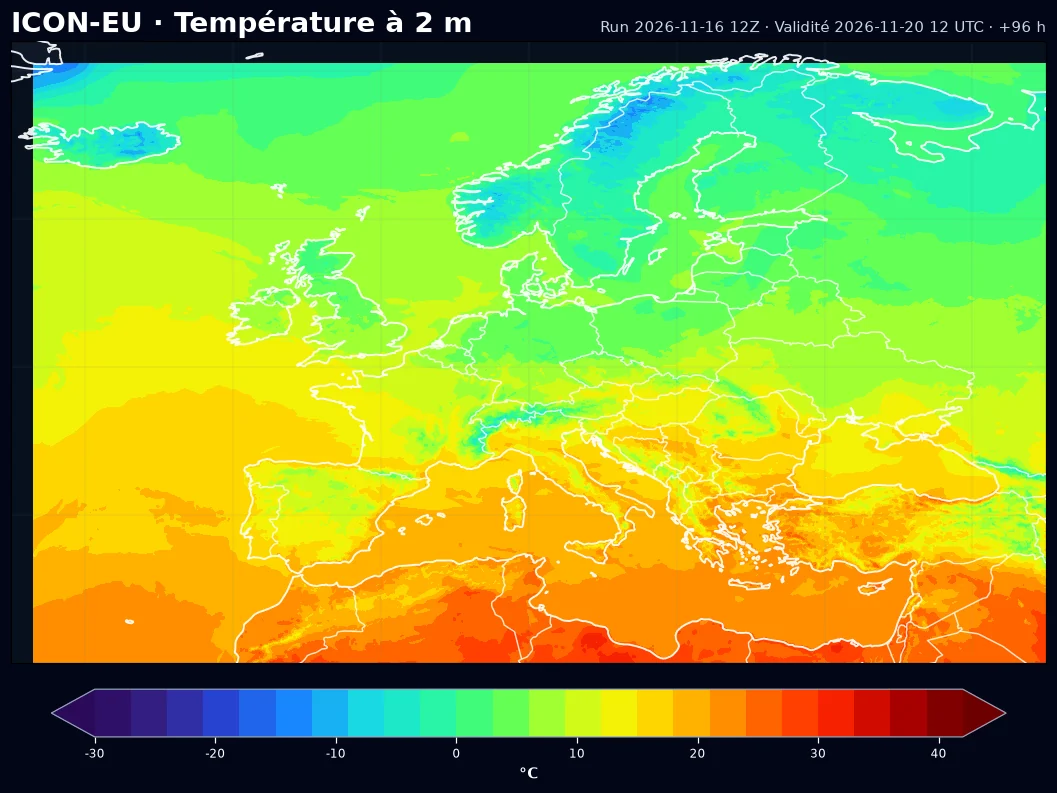 ICON-EU · Température à 2 m
Run 2026-11-16 12Z · Validité 2026-11-20 12 UTC · +96 h
-30 -20 -10 0 10 20 30 40
°C